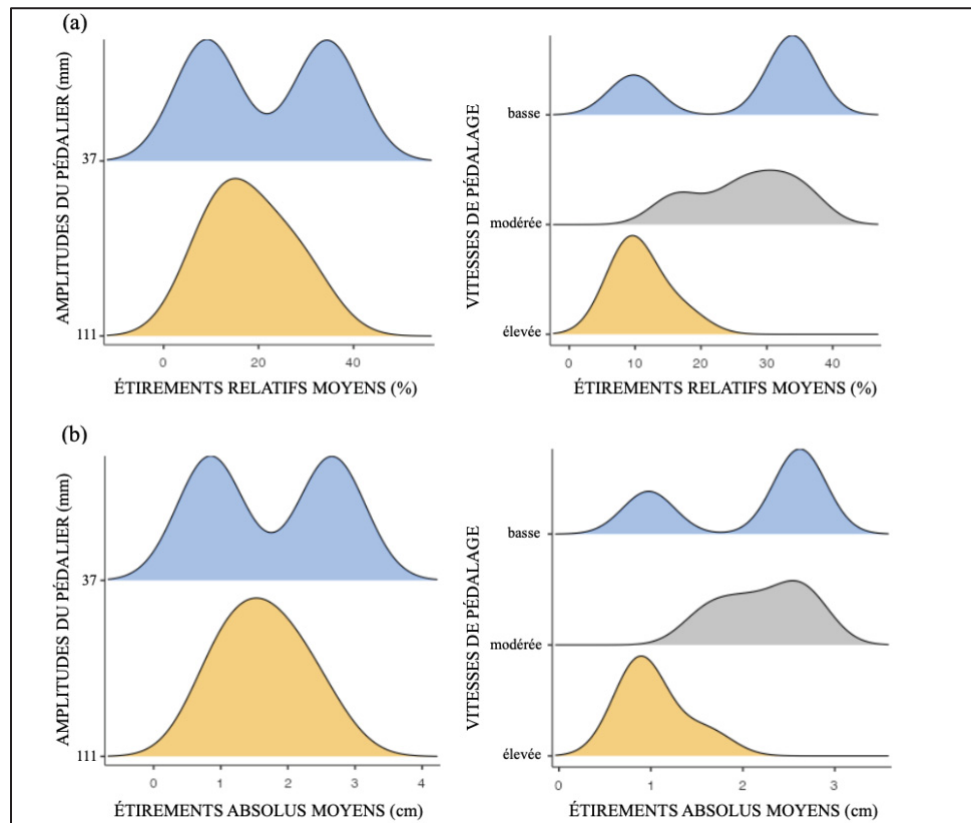 (a)
AMPLITUDES DU PÉDALIER (mm)
37
111
0 20 40
ÉTIREMENTS RELATIFS MOYENS (%)
VITESSES DE PÉDALAGE
basse
modérée
élevée
0 10 20 30 40
ÉTIREMENTS RELATIFS MOYENS (%)
(b)
AMPLITUDES DU PÉDALIER (mm)
37
111
0 1 2 3 4
ÉTIREMENTS ABSOLUS MOYENS (cm)
VITESSES DE PÉDALAGE
basse
modérée
élevée
0 1 2 3
ÉTIREMENTS ABSOLUS MOYENS (cm)